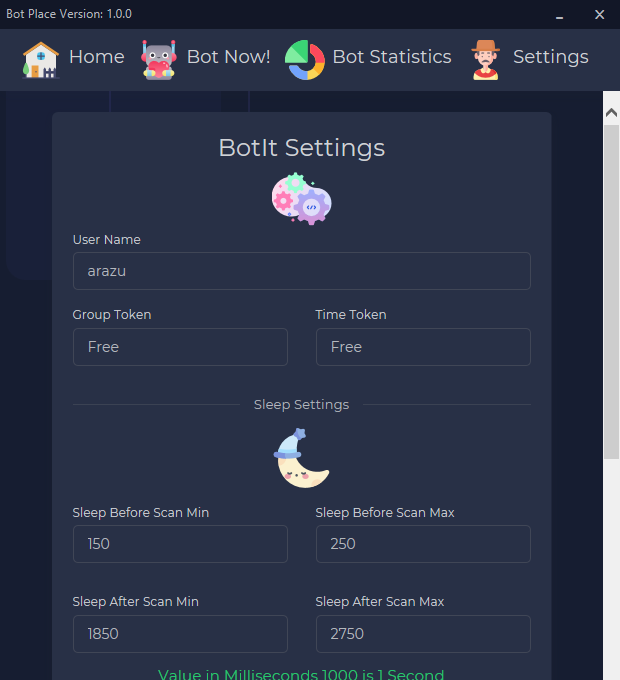 Bot Place Version: 1.0.0
Home Bot Now! Bot Statistics Settings
BotIt Settings
User Name
arazu
Group Token Time Token
Free Free
Sleep Settings
Sleep Before Scan Min Sleep Before Scan Max
150 250
Sleep After Scan Min Sleep After Scan Max
1850 2750
Value in Milliseconds 1000 is 1 Second